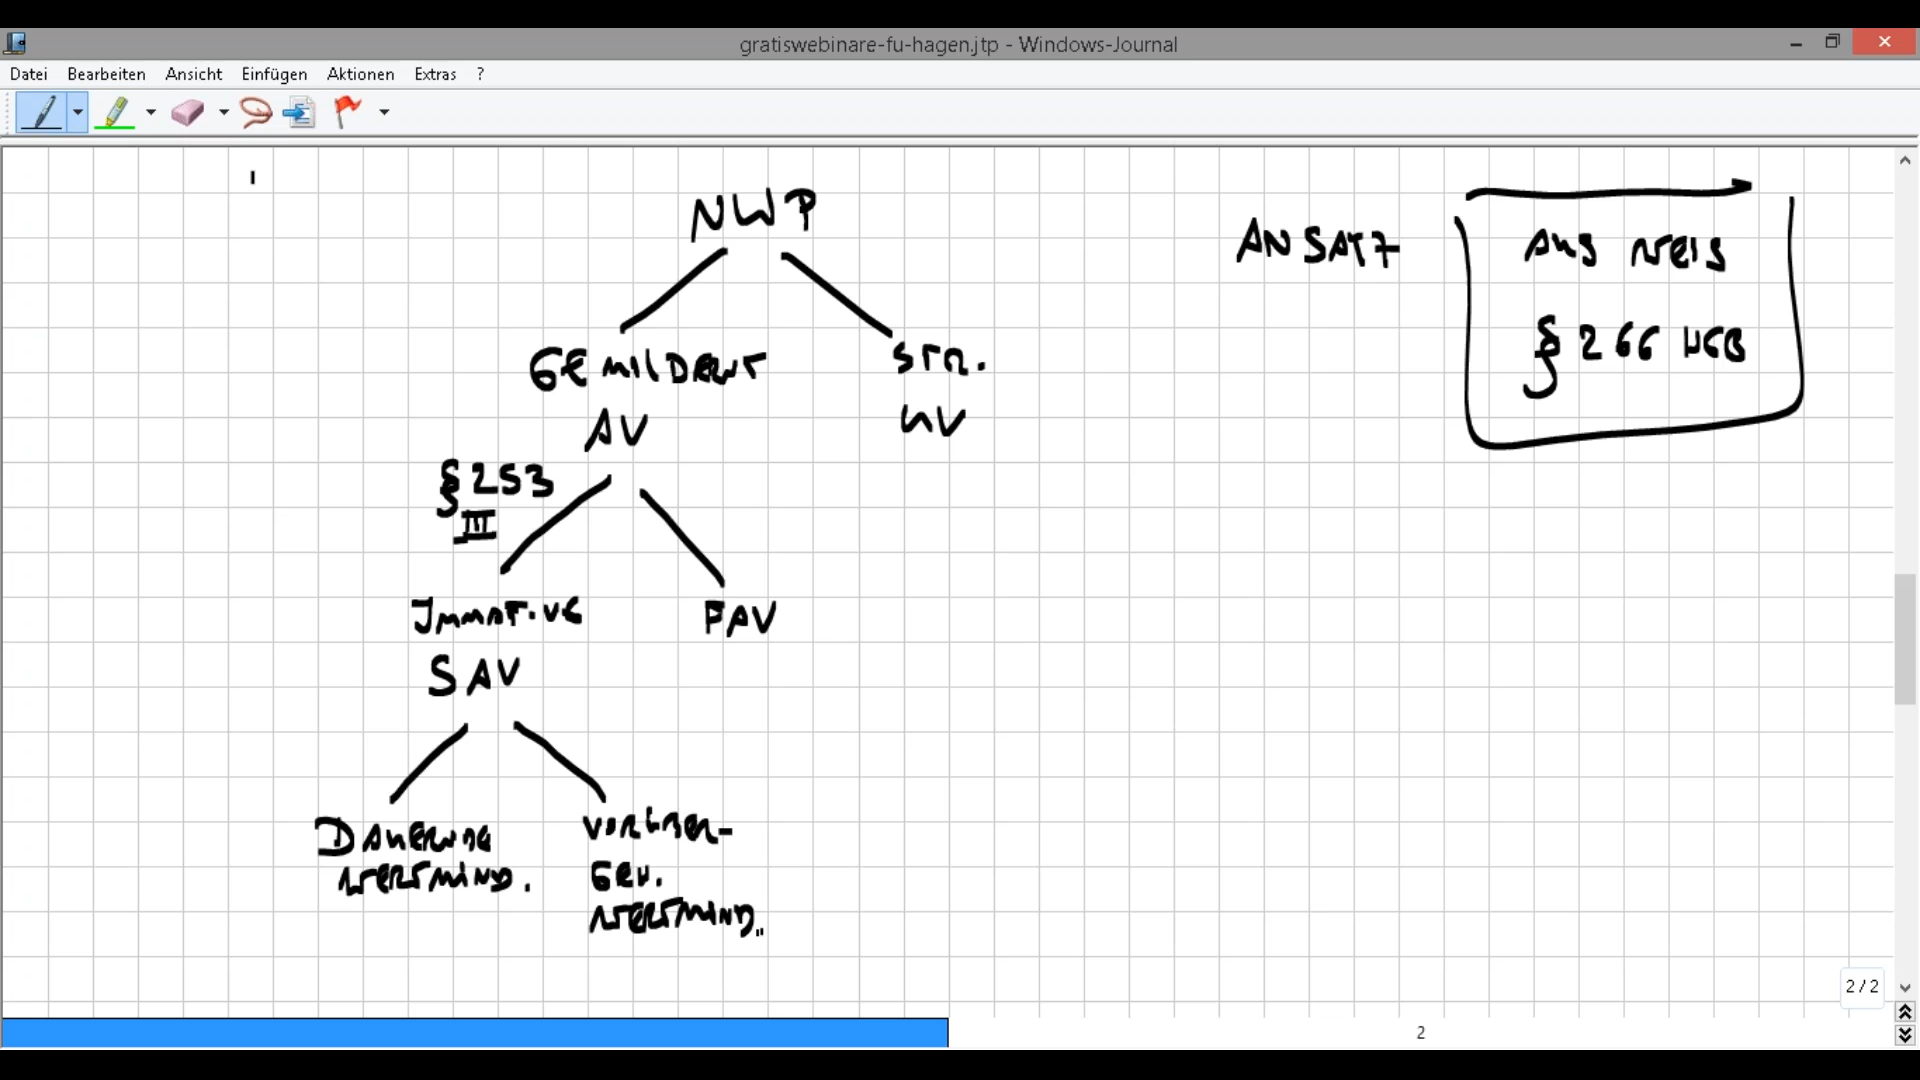 gratiswebinare-fu-hagen.jtp - Windows-Journal
Datei Bearbeiten Ansicht Einfügen Aktionen Extras ?
NWP
GEMILDERT
STR.
AV
UV
§ 253
III
IMMAT.VG
FAV
SAV
DAUERNDE
WERTMIND.
VORÜBER-
GEH.
WERTMIND.
ANSATZ
AUSWEIS
§ 266 HGB
2 / 2
2